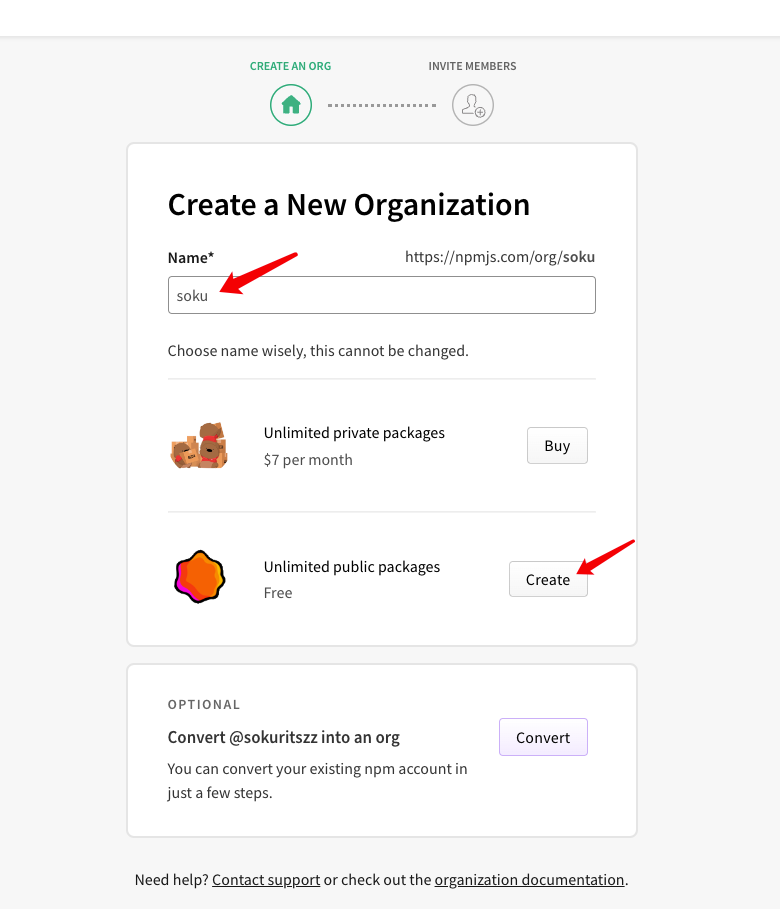 CREATE AN ORG
INVITE MEMBERS
Create a New Organization
Name*
https://npmjs.com/org/soku
soku
Choose name wisely, this cannot be changed.
Unlimited private packages
$7 per month
Buy
Unlimited public packages
Free
Create
OPTIONAL
Convert @sokuritszz into an org
You can convert your existing npm account in
just a few steps.
Convert
Need help? Contact support or check out the organization documentation.